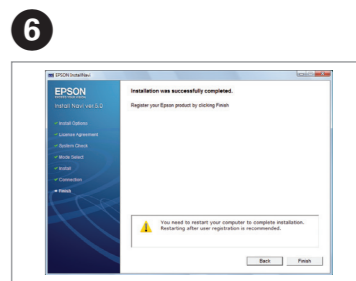 6
EPSON InstallNavi
EPSON
Install Navi ver 5.0
Install Options
License Agreement
System Check
Mode Select
Install
Connection
Finish
Installation was successfully completed.
Register your Epson product by clicking Finish
You need to restart your computer to complete installation.
Restarting after user registration is recommended.
Back
Finish